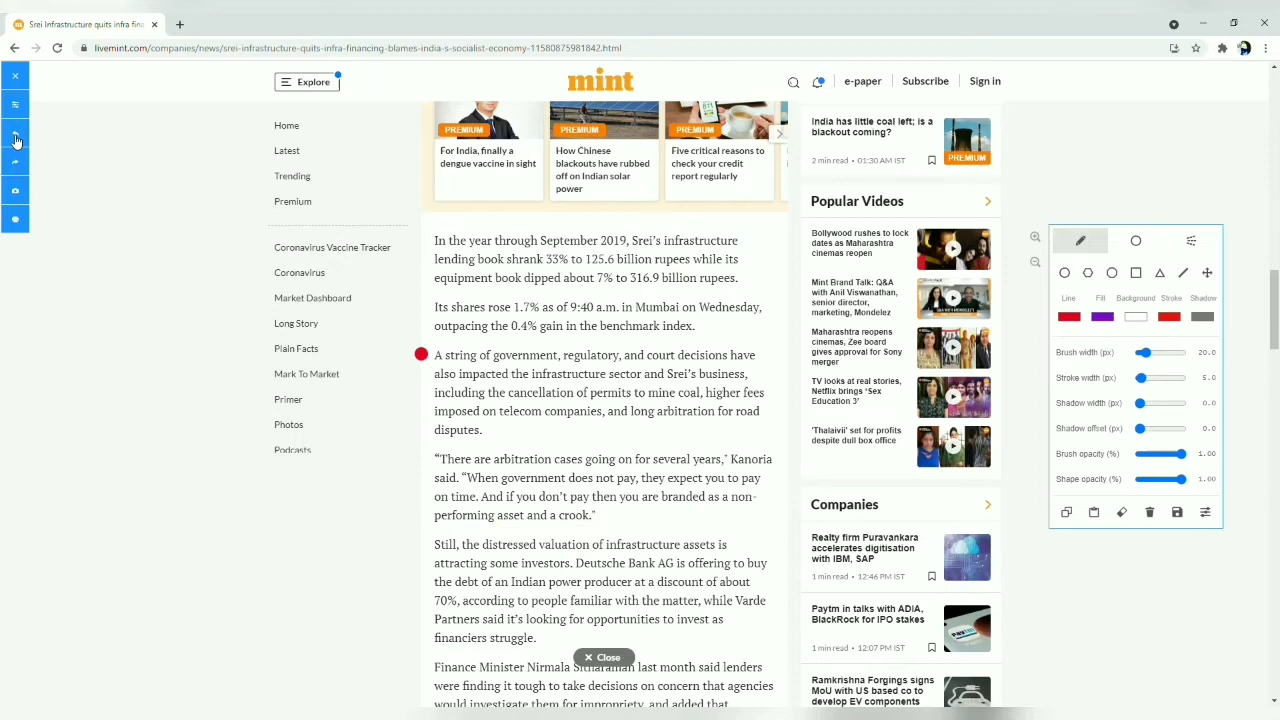 Srei Infrastructure quits infra fina
livemint.com/companies/news/srei-infrastructure-quits-infra-financing-blames-india-s-socialist-economy-11580875981842.html
Explore
mint
e-paper
Subscribe
Sign in
Home
Latest
Trending
Premium
Coronavirus Vaccine Tracker
Coronavirus
Market Dashboard
Long Story
Plain Facts
Mark To Market
Primer
Photos
Podcasts
PREMIUM
PREMIUM
PREMIUM
For India, finally a
dengue vaccine in sight
How Chinese
blackouts have rubbed
off on Indian solar
power
Five critical reasons to
check your credit
report regularly
In the year through September 2019, Srei's infrastructure
lending book shrank 33% to 125.6 billion rupees while its
equipment book dipped about 7% to 316.9 billion rupees.
Its shares rose 1.7% as of 9:40 a.m. in Mumbai on Wednesday,
outpacing the 0.4% gain in the benchmark index.
A string of government, regulatory, and court decisions have
also impacted the infrastructure sector and Srei's business,
including the cancellation of permits to mine coal, higher fees
imposed on telecom companies, and long arbitration for road
disputes.
“There are arbitration cases going on for several years," Kanoria
said. “When government does not pay, they expect you to pay
on time. And if you don't pay then you are branded as a non-
performing asset and a crook."
Still, the distressed valuation of infrastructure assets is
attracting some investors. Deutsche Bank AG is offering to buy
the debt of an Indian power producer at a discount of about
70%, according to people familiar with the matter, while Varde
Partners said it's looking for opportunities to invest as
financiers struggle.
Close
Finance Minister Nirmala Sitharaman last month said lenders
were finding it tough to take decisions on concern that agencies
would investigate them for impropriety, and added that
India has little coal left; is a
blackout coming?
2 min read • 01:30 AM IST
PREMIUM
Popular Videos
Bollywood rushes to lock
dates as Maharashtra
cinemas reopen
Mint Brand Talk: Q&A
with Anil Viswanathan,
senior director,
marketing, Mondelez
Maharashtra reopens
cinemas, Zee board
gives approval for Sony
merger
TV looks at real stories,
Netflix brings ‘Sex
Education 3’
‘Thalaivii’ set for profits
despite dull box office
Companies
Realty firm Puravankara
accelerates digitisation
with IBM, SAP
1 min read • 12:46 PM IST
Paytm in talks with ADIA,
BlackRock for IPO stakes
1 min read • 12:07 PM IST
Ramkrishna Forgings signs
MoU with US based co to
develop EV components
Line Fill Background Stroke Shadow
Brush width (px) 20.0
Stroke width (px) 5.0
Shadow width (px) 0.0
Shadow offset (px) 0.0
Brush opacity (%) 1.00
Shape opacity (%) 1.00